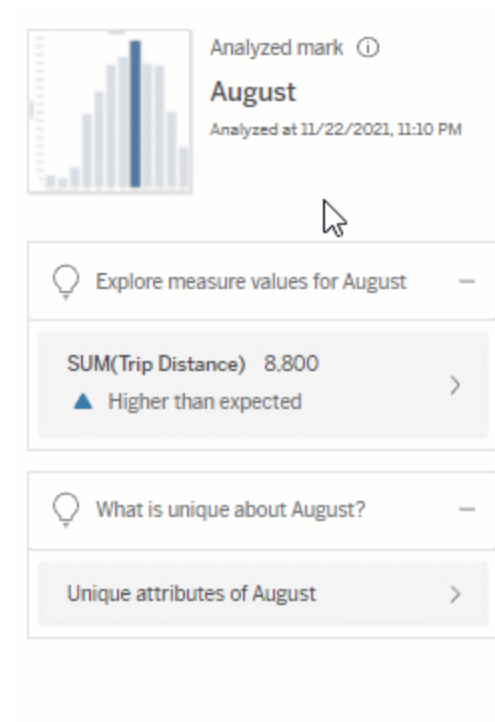 Analyzed mark
August
Analyzed at 11/22/2021, 11:10 PM
Explore measure values for August
SUM(Trip Distance) 8,800
Higher than expected
What is unique about August?
Unique attributes of August